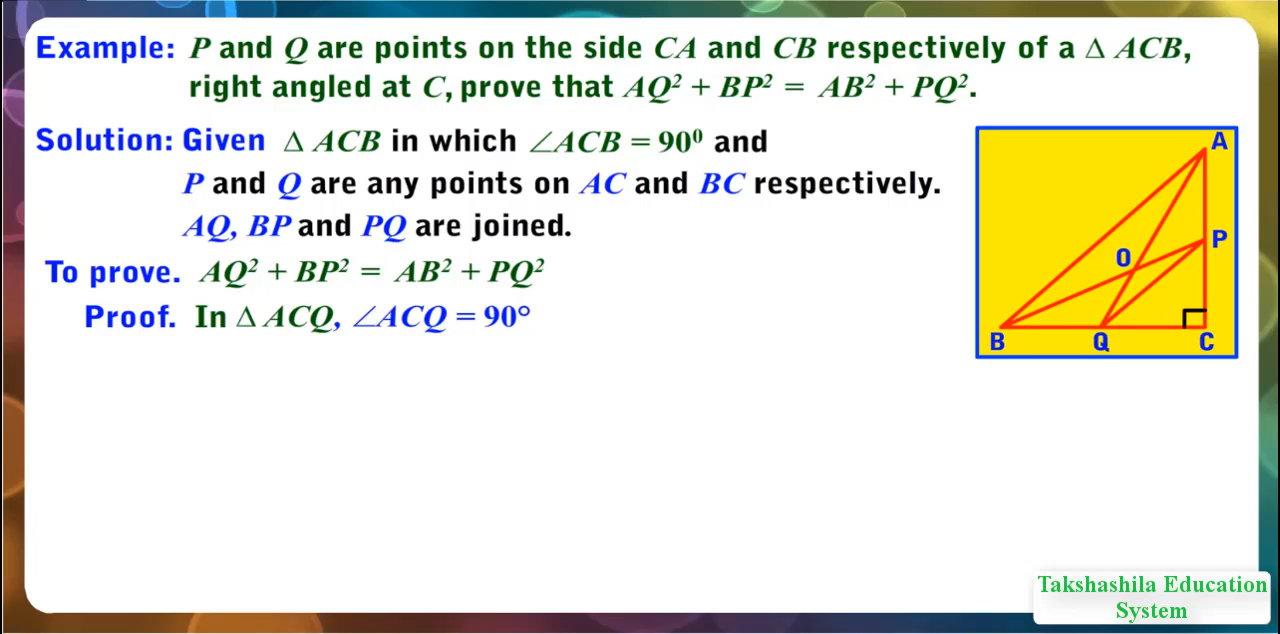 Example: P and Q are points on the side CA and CB respectively of a Δ ACB,
right angled at C, prove that AQ² + BP² = AB² + PQ².
Solution: Given Δ ACB in which ∠ACB = 90⁰ and
P and Q are any points on AC and BC respectively.
AQ, BP and PQ are joined.
To prove. AQ² + BP² = AB² + PQ²
Proof. In Δ ACQ, ∠ACQ = 90°
A
P
O
B
Q
C
Takshashila Education
System